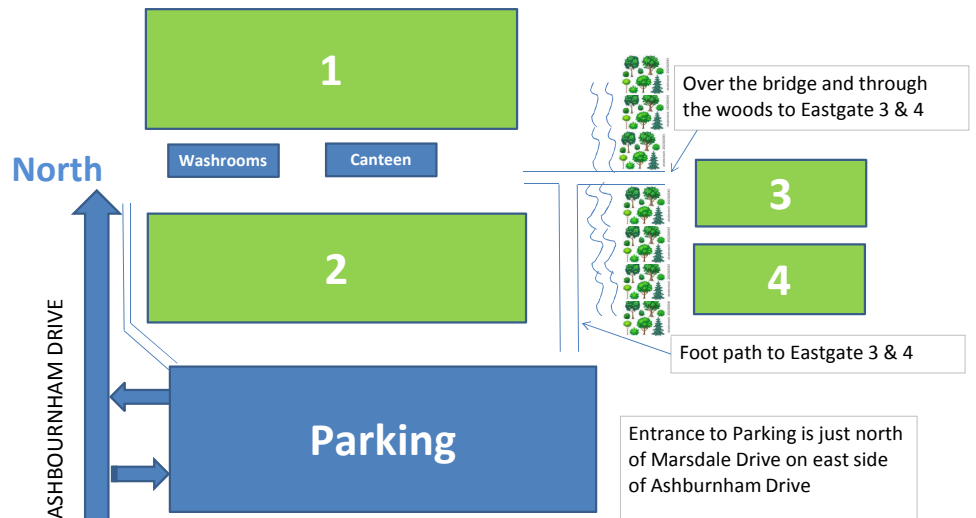 1
Over the bridge and through
the woods to Eastgate 3 & 4
Washrooms
Canteen
North
3
2
4
ASHBOURNHAM DRIVE
Foot path to Eastgate 3 & 4
Parking
Entrance to Parking is just north
of Marsdale Drive on east side
of Ashburnham Drive